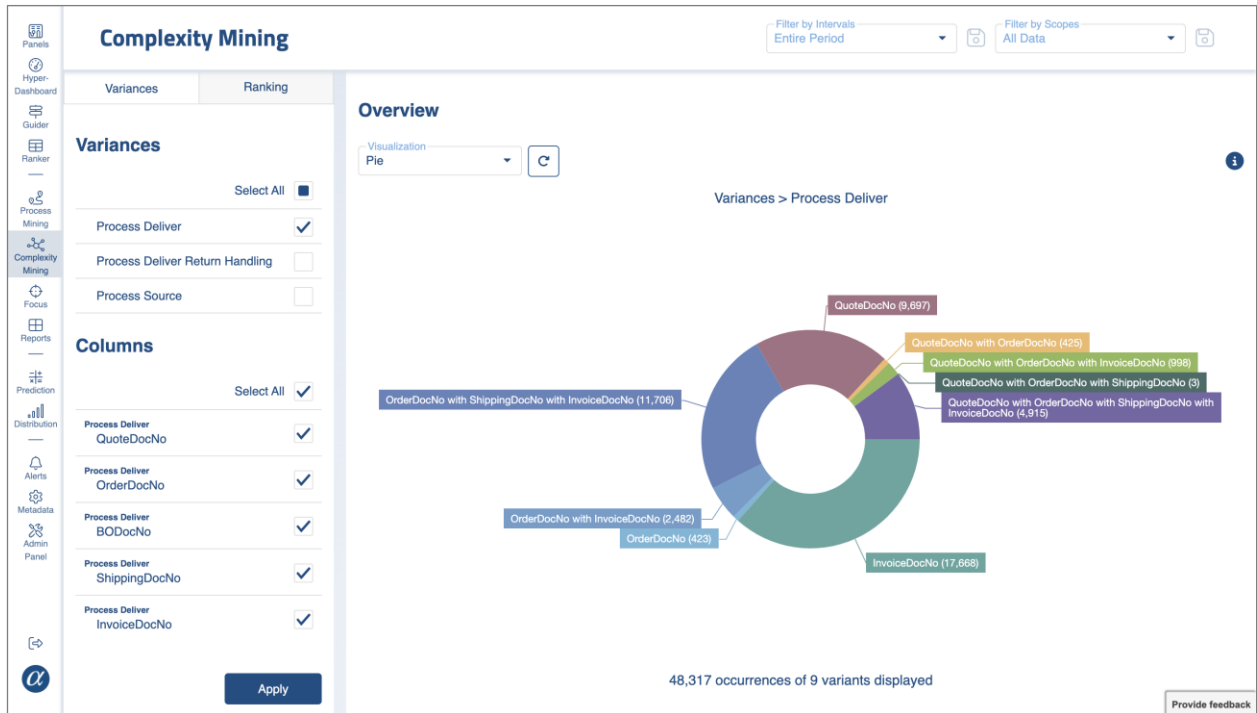 Complexity Mining
Filter by Intervals
Entire Period
Filter by Scopes
All Data
Panels
Hyper-
Dashboard
Guider
Ranker
Process
Mining
Complexity
Mining
Focus
Reports
Prediction
Distribution
Alerts
Metadata
Admin
Panel
α
Variances
Ranking
Variances
Select All
Process Deliver
Process Deliver Return Handling
Process Source
Columns
Select All
Process Deliver
QuoteDocNo
Process Deliver
OrderDocNo
Process Deliver
BODocNo
Process Deliver
ShippingDocNo
Process Deliver
InvoiceDocNo
Apply
Overview
Visualization
Pie
i
Variances > Process Deliver
QuoteDocNo (9,697)
QuoteDocNo with OrderDocNo (425)
QuoteDocNo with OrderDocNo with InvoiceDocNo (998)
QuoteDocNo with OrderDocNo with ShippingDocNo (3)
QuoteDocNo with OrderDocNo with ShippingDocNo with
InvoiceDocNo (4,915)
OrderDocNo with ShippingDocNo with InvoiceDocNo (11,706)
OrderDocNo with InvoiceDocNo (2,482)
OrderDocNo (423)
InvoiceDocNo (17,668)
48,317 occurrences of 9 variants displayed
Provide feedback